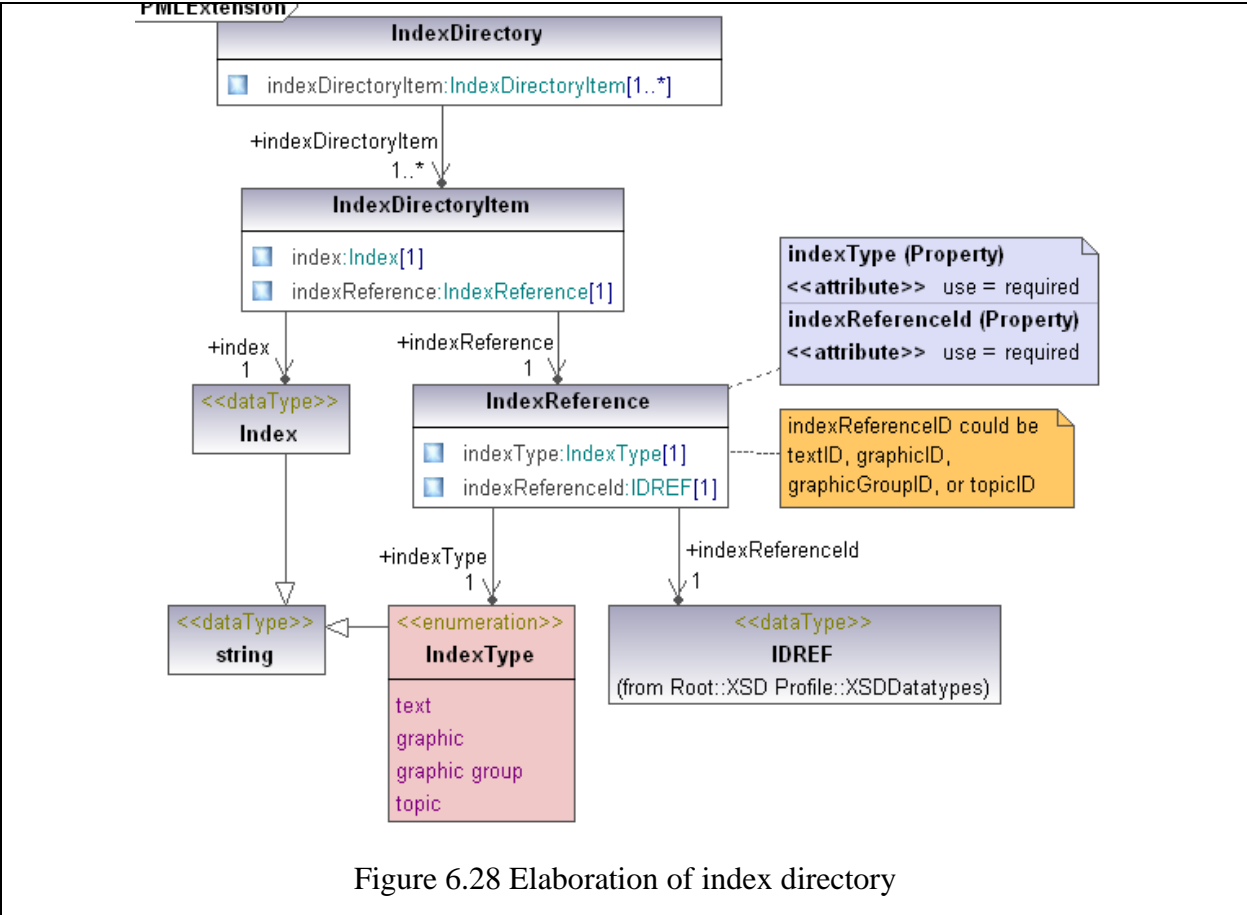 PMLExtension
IndexDirectory
indexDirectoryItem:IndexDirectoryItem[1..*]
+indexDirectoryItem
1..*
IndexDirectoryItem
index:Index[1]
indexReference:IndexReference[1]
indexType (Property)
<<attribute>> use = required
indexReferenceId (Property)
<<attribute>> use = required
+index
1
+indexReference
1
<<dataType>>
Index
IndexReference
indexType:IndexType[1]
indexReferenceId:IDREF[1]
indexReferenceID could be
textID, graphicID,
graphicGroupID, or topicID
+indexType
1
+indexReferenceId
1
<<dataType>>
string
<<enumeration>>
IndexType
text
graphic
graphic group
topic
<<dataType>>
IDREF
(from Root::XSD Profile::XSDDatatypes)
Figure 6.28 Elaboration of index directory